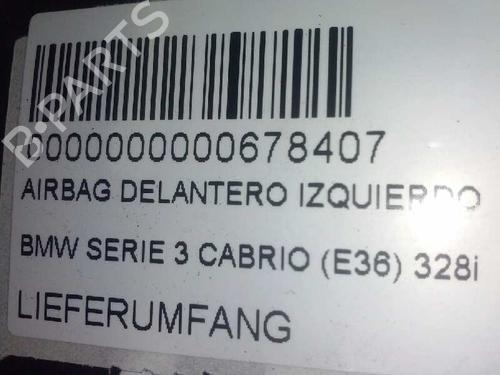 B-PARTS
0000000000678407
AIRBAG DELANTERO IZQUIERDO
BMW SERIE 3 CABRIO (E36) 328i
LIEFERUMFANG